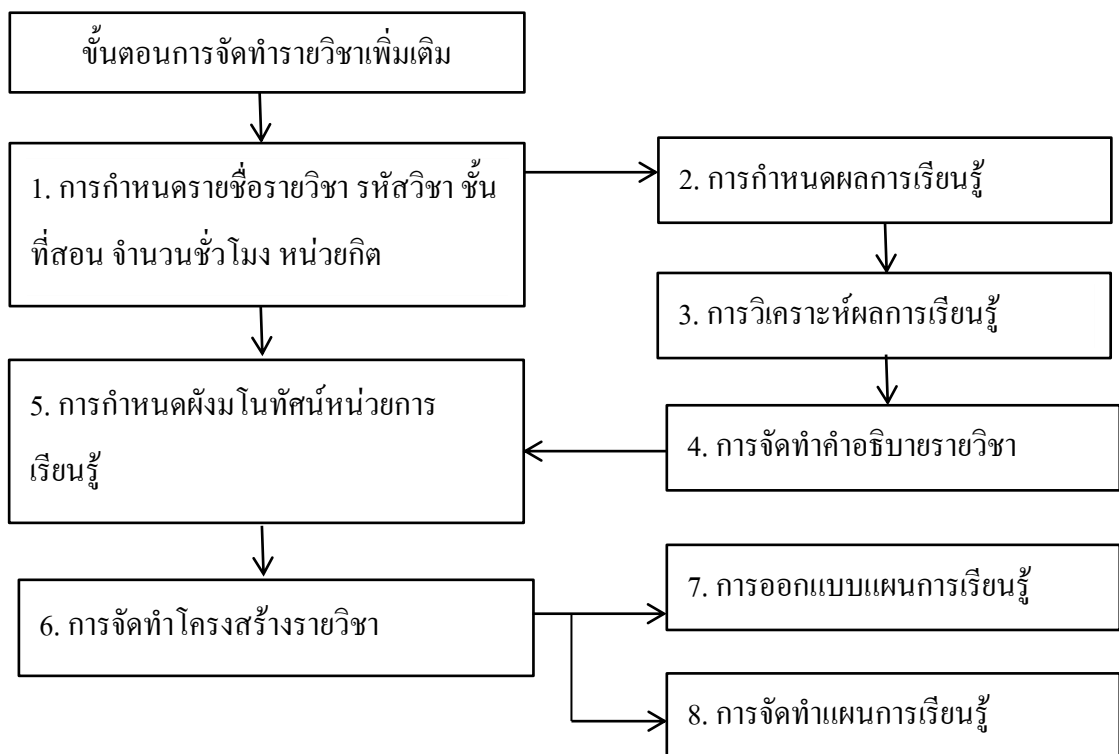 ขั้นตอนการจัดทำรายวิชาเพิ่มเติม
1. การกำหนดรายชื่อรายวิชา รหัสวิชา ชั้น
ที่สอน จำนวนชั่วโมง หน่วยกิต
2. การกำหนดผลการเรียนรู้
3. การวิเคราะห์ผลการเรียนรู้
4. การจัดทำคำอธิบายรายวิชา
5. การกำหนดผังมโนทัศน์หน่วยการ
เรียนรู้
6. การจัดทำโครงสร้างรายวิชา
7. การออกแบบแผนการเรียนรู้
8. การจัดทำแผนการเรียนรู้